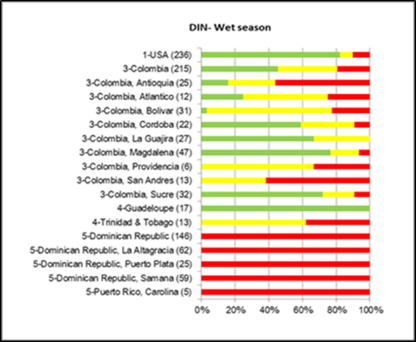 DIN- Wet season
1-USA (236)
3-Colombia (215)
3-Colombia, Antioquia (25)
3-Colombia, Atlantico (12)
3-Colombia, Bolivar (31)
3-Colombia, Cordoba (22)
3-Colombia, La Guajira (27)
3-Colombia, Magdalena (47)
3-Colombia, Providencia (6)
3-Colombia, San Andres (13)
3-Colombia, Sucre (32)
4-Guadeloupe (17)
4-Trinidad & Tobago (13)
5-Dominican Republic (146)
5-Dominican Republic, La Altagracia (62)
5-Dominican Republic, Puerto Plata (25)
5-Dominican Republic, Samana (59)
5-Puerto Rico, Carolina (5)
0% 20% 40% 60% 80% 100%